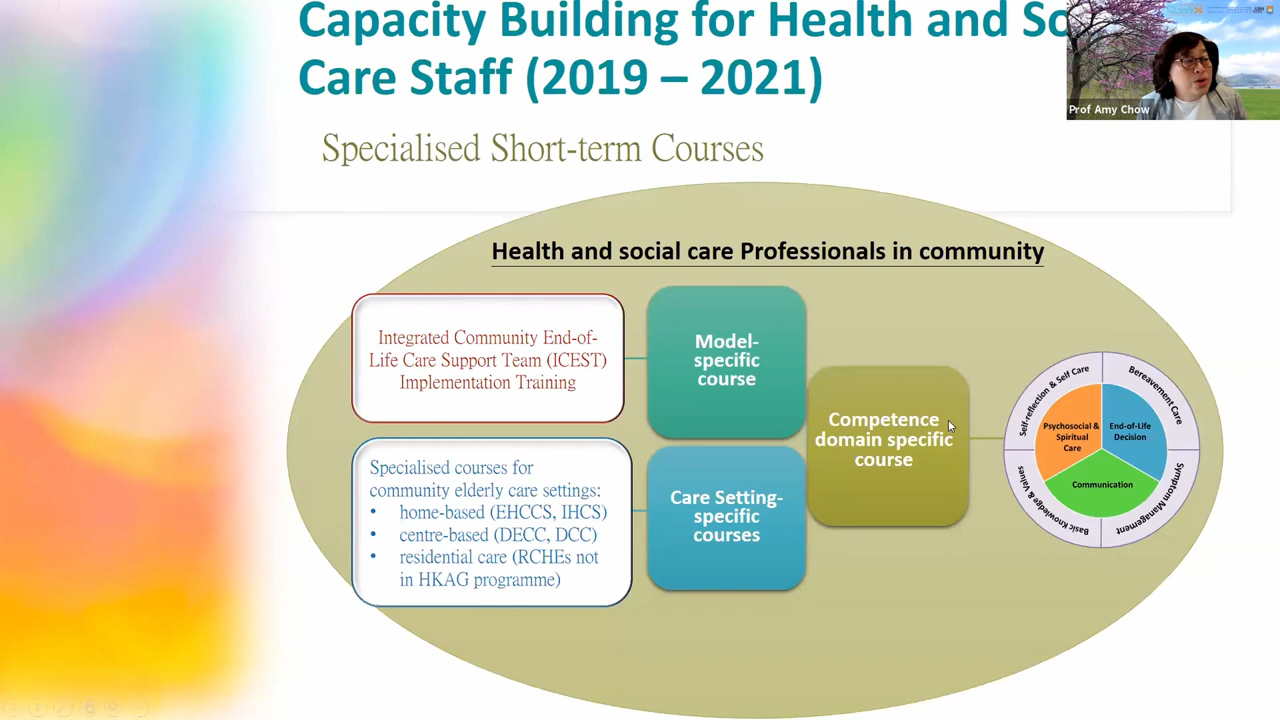 Capacity Building for Health and So
Care Staff (2019 – 2021)
Prof Amy Chow
Specialised Short-term Courses
Health and social care Professionals in community
Integrated Community End-of-
Life Care Support Team (ICEST)
Implementation Training
Model-
specific
course
Specialised courses for
community elderly care settings:
• home-based (EHCCS, IHCS)
• centre-based (DECC, DCC)
• residential care (RCHEs not
in HKAG programme)
Care Setting-
specific
courses
Competence
domain specific
course
Self-reflection & Self Care
Bereavement Care
Symptom Management
Basic Knowledge & Values
Psychosocial &
Spiritual
Care
End-of-Life
Decision
Communication